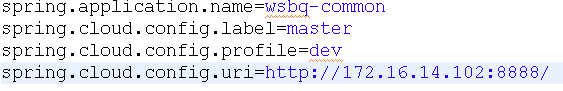 spring.application.name=wsbq-common
spring.cloud.config.label=master
spring.cloud.config.profile=dev
spring.cloud.config.uri=http://172.16.14.102:8888/